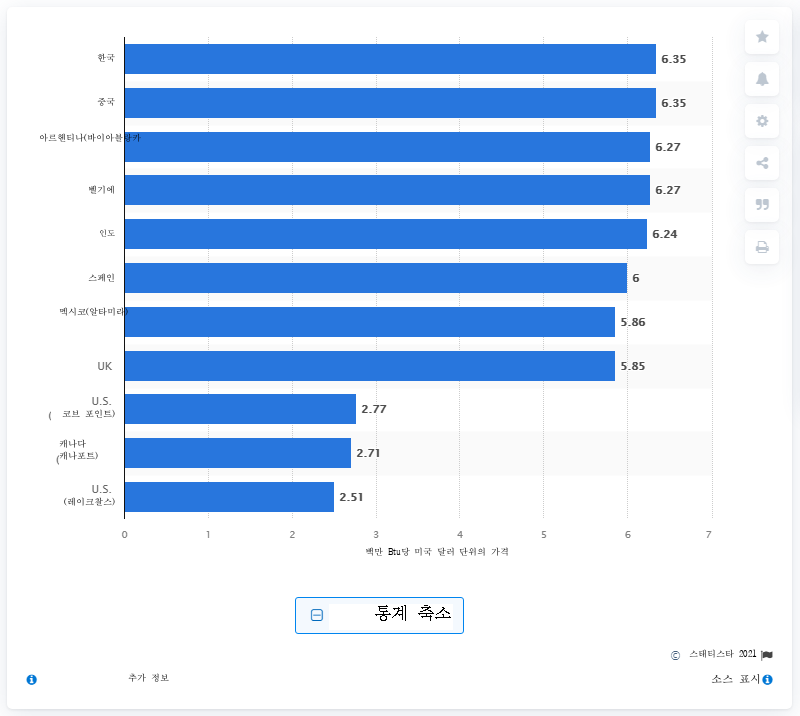 한국 6.35
중국 6.35
아르헨티나(바이아블랑카 6.27
벨기에 6.27
인도 6.24
스페인 6
멕시코(알타미라) 5.86
UK 5.85
U.S.
( 코브 포인트) 2.77
캐나다
(캐나포트) 2.71
U.S.
(레이크찰스) 2.51
0 1 2 3 4 5 6 7
백만 Btu당 미국 달러 단위의 가격
통계 축소
© 스태티스타 2021
추가 정보 소스 표시